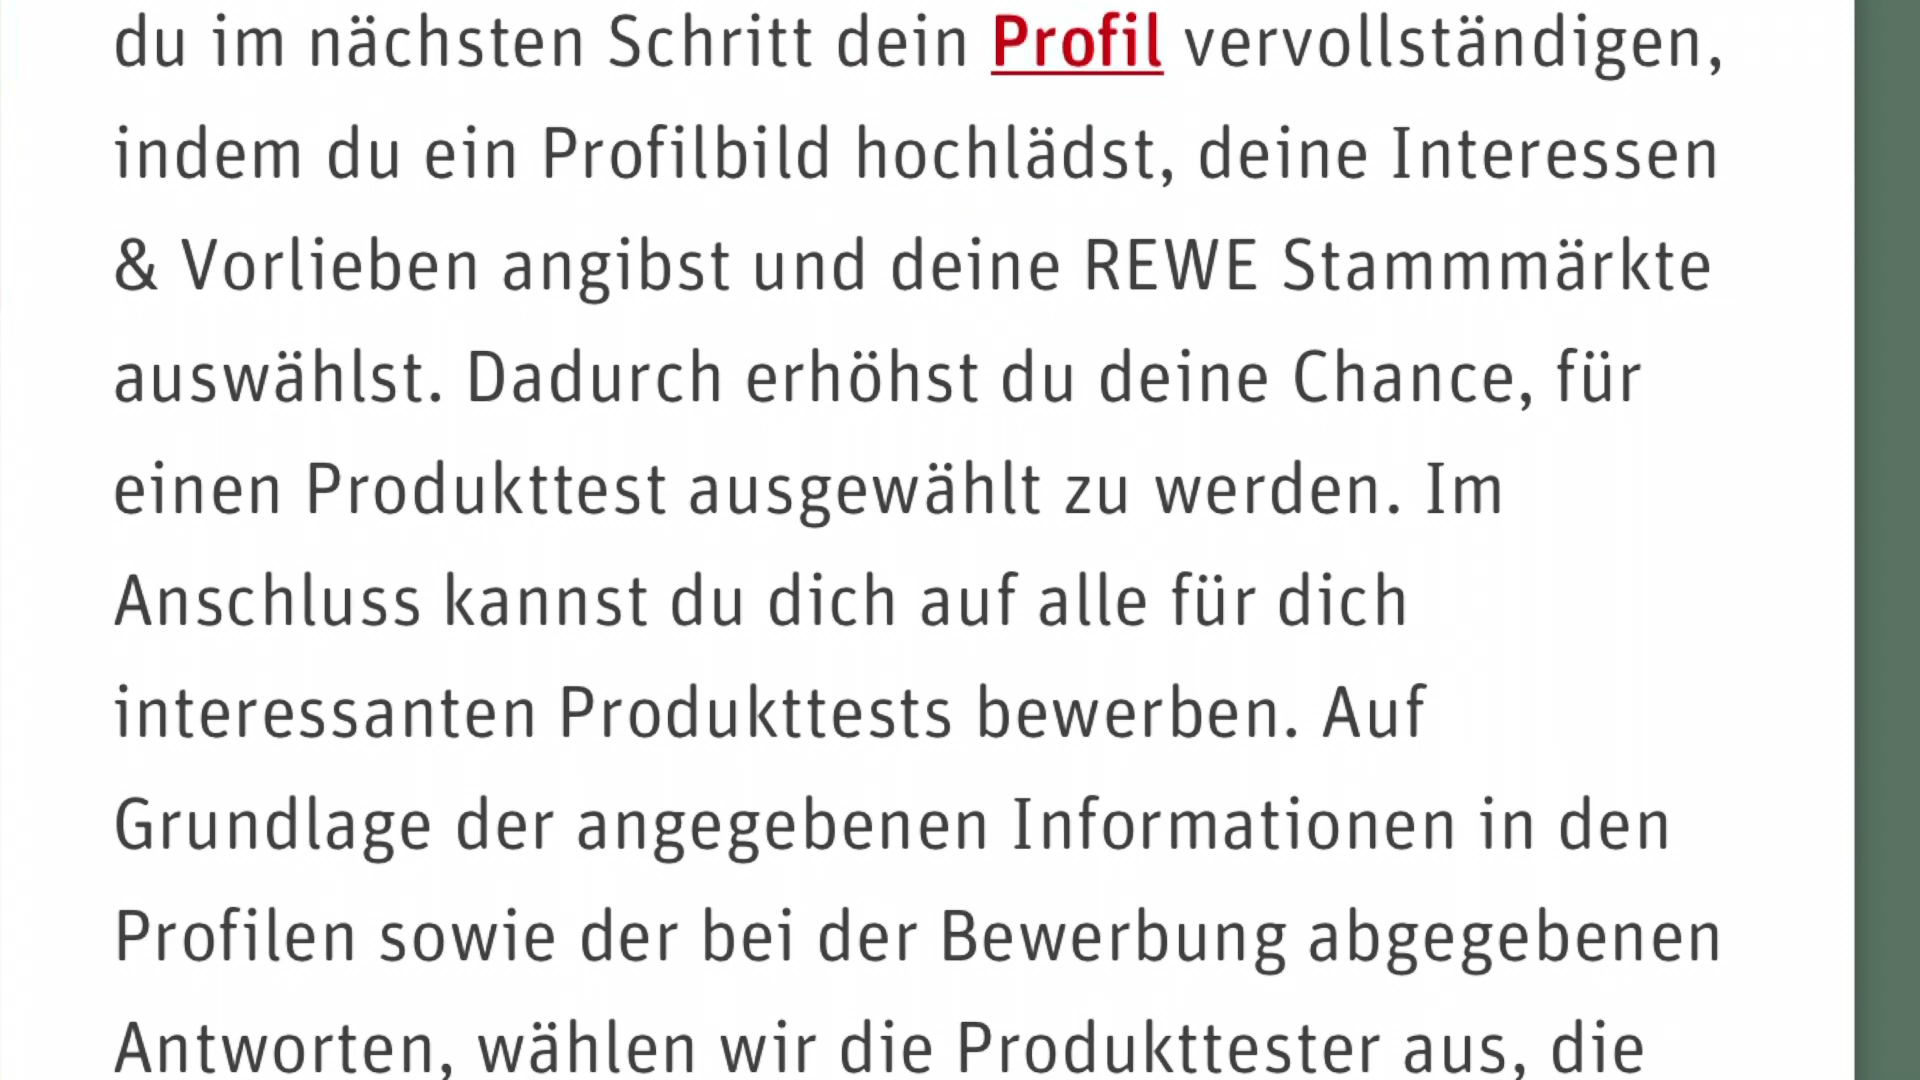 du im nächsten Schritt dein Profil vervollständigen,
indem du ein Profilbild hochlädst, deine Interessen
& Vorlieben angibst und deine REWE Stammmärkte
auswählst. Dadurch erhöhst du deine Chance, für
einen Produkttest ausgewählt zu werden. Im
Anschluss kannst du dich auf alle für dich
interessanten Produkttests bewerben. Auf
Grundlage der angegebenen Informationen in den
Profilen sowie der bei der Bewerbung abgegebenen
Antworten, wählen wir die Produkttester aus, die